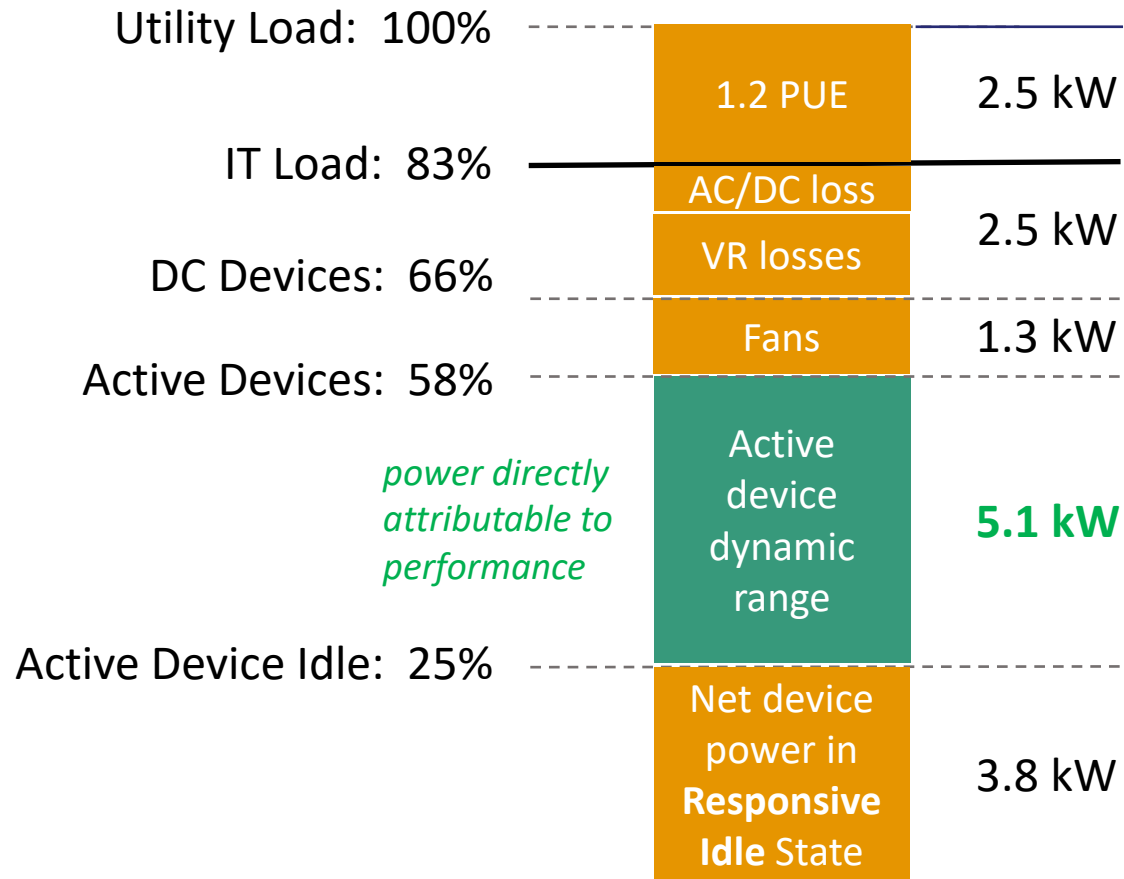 Utility Load: 100%
1.2 PUE
2.5 kW
IT Load: 83%
AC/DC loss
2.5 kW
VR losses
DC Devices: 66%
Fans
1.3 kW
Active Devices: 58%
Active
device
dynamic
range
power directly
attributable to
performance
5.1 kW
Active Device Idle: 25%
Net device
power in
Responsive
Idle State
3.8 kW